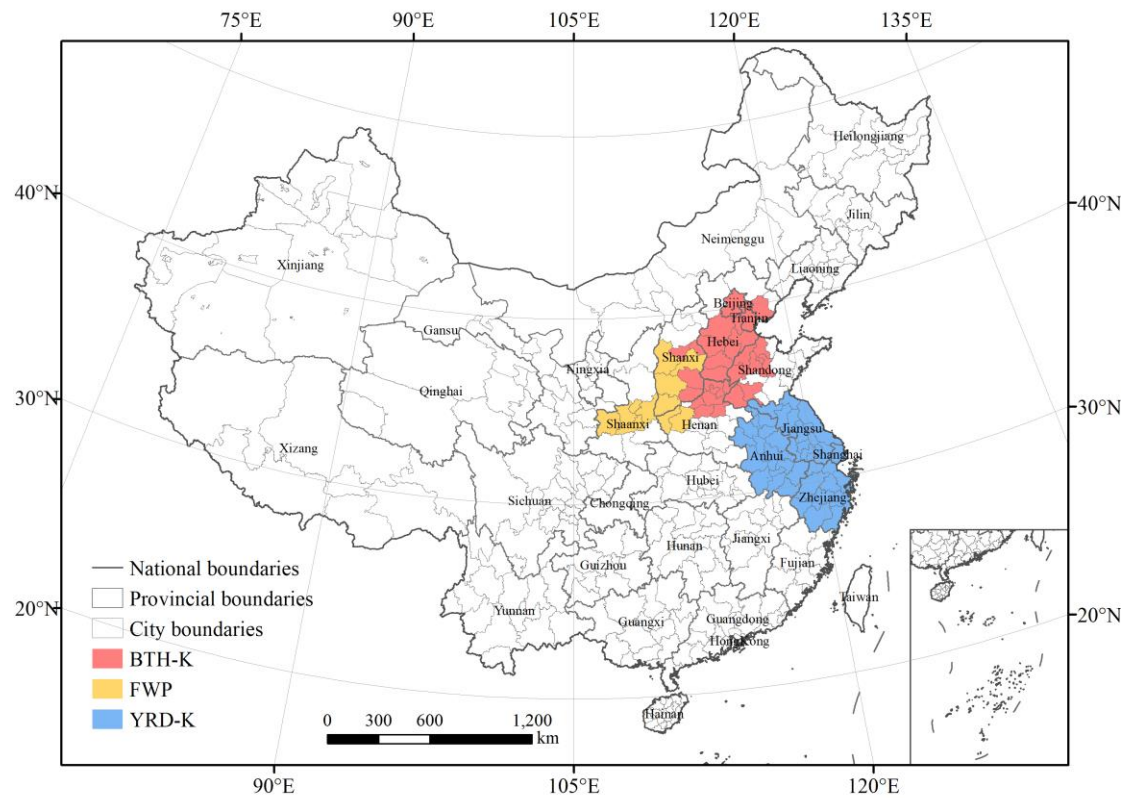 75°E 90°E 105°E 120°E 135°E
Heilongjiang
40°N
40°N
Jilin
Neimenggu
Liaoning
Xinjiang
Beijing
Tianjin
Gansu
Hebei
Shanxi
Ningxia
Shandong
Qinghai
30°N
30°N
Shaanxi
Henan
Jiangsu
Xizang
Anhui
Shanghai
Hubei
Zhejiang
Sichuan
Chongqing
Jiangxi
Hunan
Guizhou
Fujian
National boundaries
Taiwan
Provincial boundaries
20°N
20°N
Yunnan
Guangxi
Guangdong
City boundaries
Hong Kong
BTH-K
FWP
Hainan
YRD-K
0 300 600 1,200
km
90°E 105°E 120°E